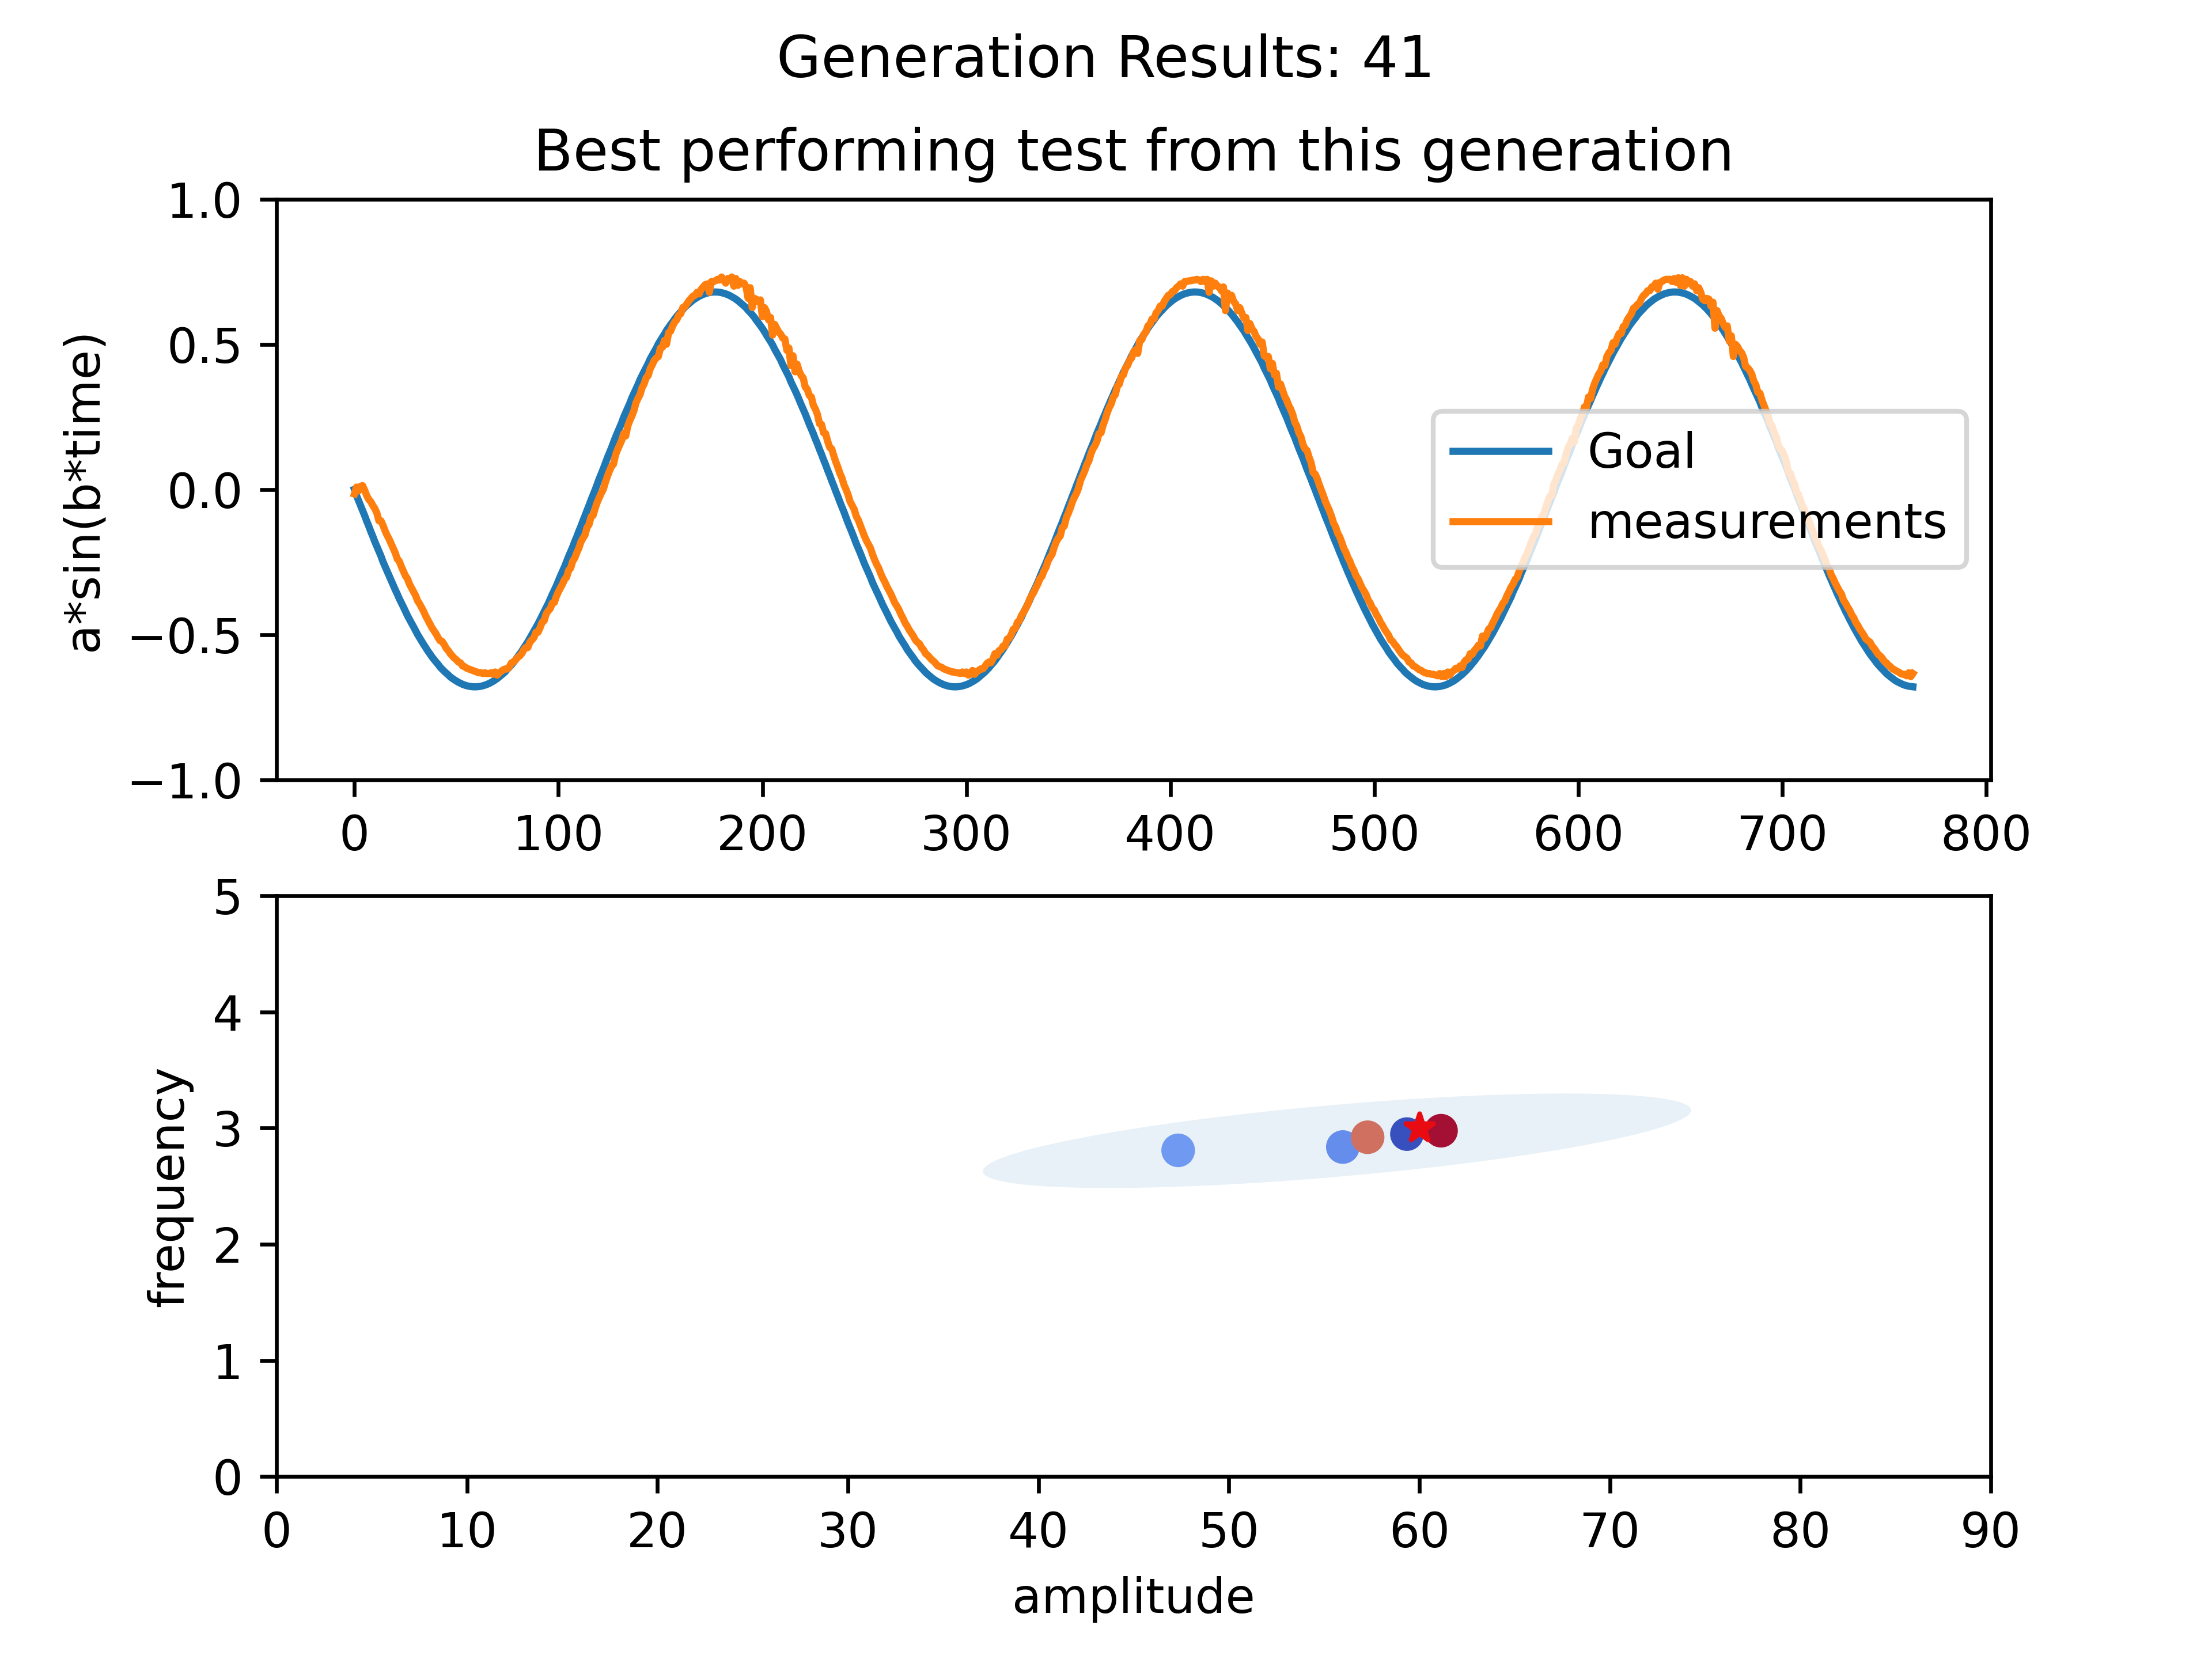 Generation Results: 41
Best performing test from this generation
1.0
0.5
0.0
−0.5
−1.0
a*sin(b*time)
Goal
measurements
0 100 200 300 400 500 600 700 800
5
4
3
2
1
0
frequency
0 10 20 30 40 50 60 70 80 90
amplitude